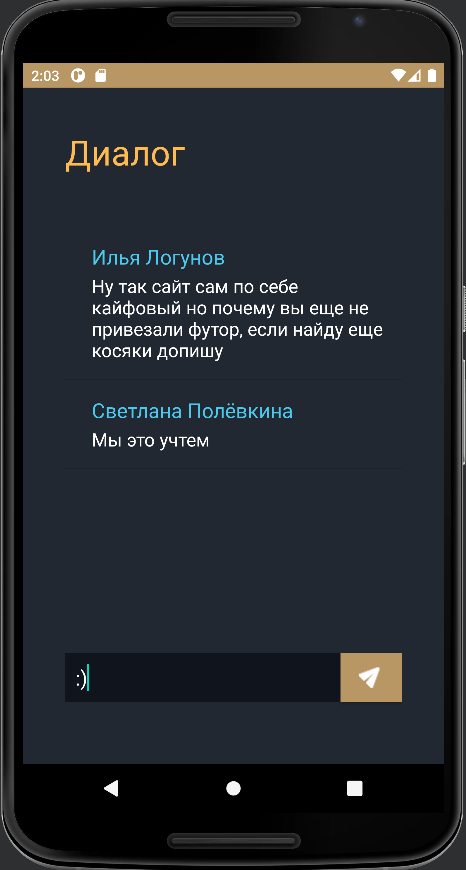 2:03
Диалог
Илья Логунов
Ну так сайт сам по себе
кайфовый но почему вы еще не
привезали футор, если найду еще
косяки допишу
Светлана Полёвкина
Мы это учтем
:)